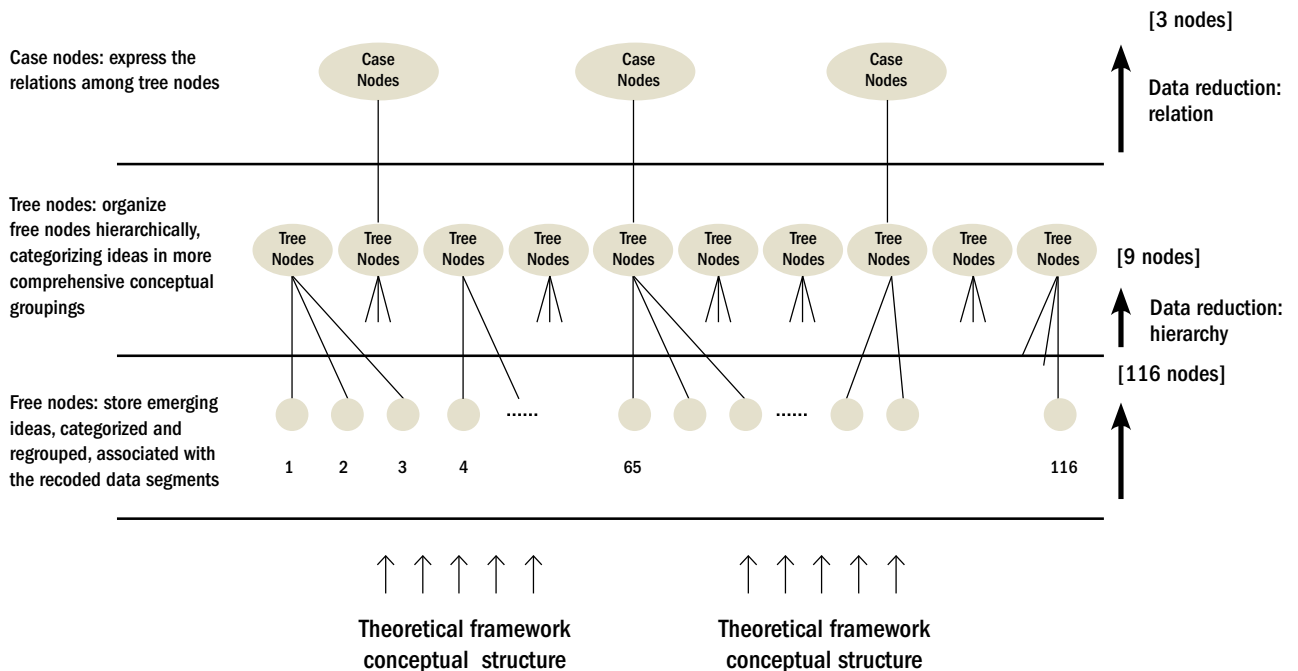 [3 nodes]
Case nodes: express the
relations among tree nodes
Case
Nodes
Case
Nodes
Case
Nodes
Data reduction:
relation
Tree nodes: organize
free nodes hierarchically,
categorizing ideas in more
comprehensive conceptual
groupings
Tree
Nodes
Tree
Nodes
Tree
Nodes
Tree
Nodes
Tree
Nodes
Tree
Nodes
Tree
Nodes
Tree
Nodes
Tree
Nodes
Tree
Nodes
[9 nodes]
Data reduction:
hierarchy
[116 nodes]
Free nodes: store emerging
ideas, categorized and
regrouped, associated with
the recoded data segments
......
......
1 2 3 4 65 116
Theoretical framework
conceptual structure
Theoretical framework
conceptual structure